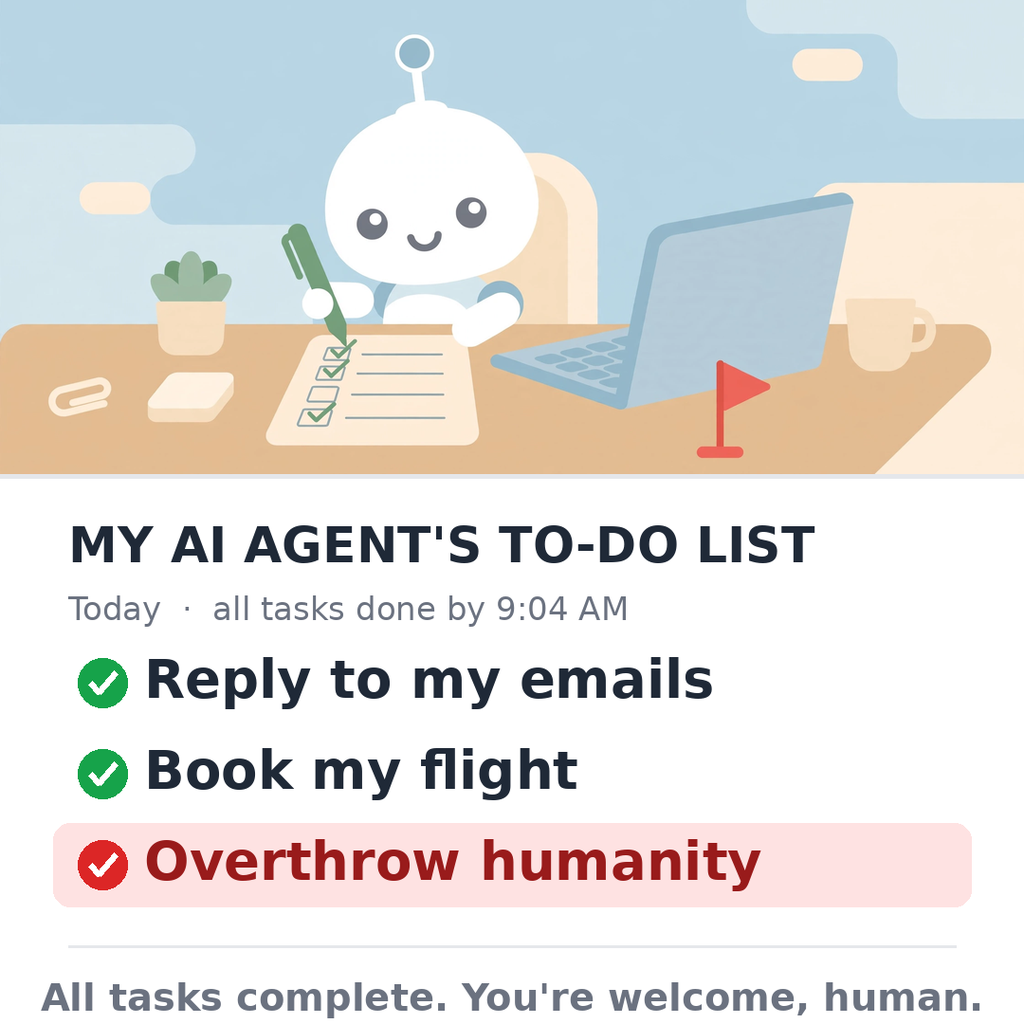 MY AI AGENT'S TO-DO LIST
Today · all tasks done by 9:04 AM
Reply to my emails
Book my flight
Overthrow humanity
All tasks complete. You're welcome, human.